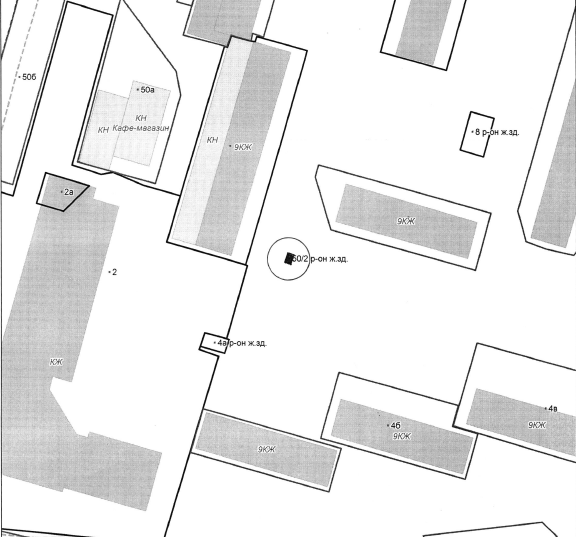 50б
50а
КН
КН
Кафе-магазин
КН
9КЖ
8 р-он ж.зд.
2а
9КЖ
50/2 р-он ж.зд.
2
4а р-он ж.зд.
КЖ
4в
4б
9КЖ
9КЖ
9КЖ